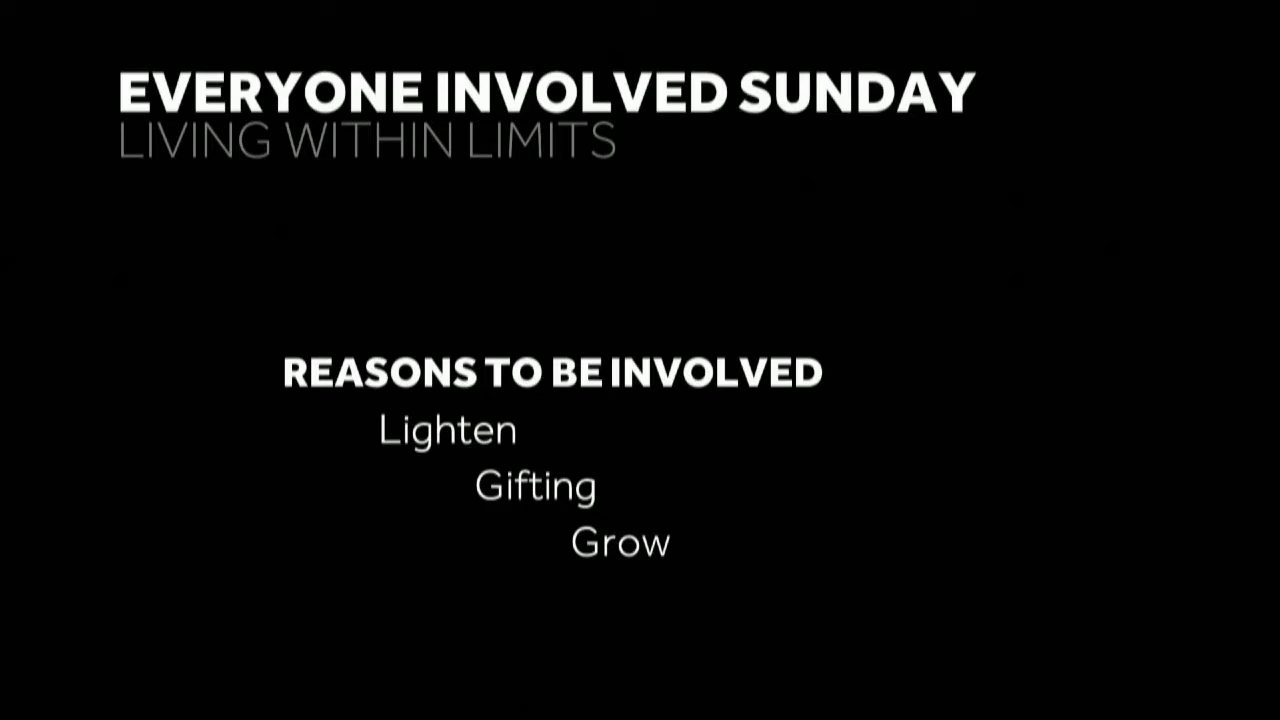 EVERYONE INVOLVED SUNDAY
LIVING WITHIN LIMITS
REASONS TO BE INVOLVED
Lighten
Gifting
Grow